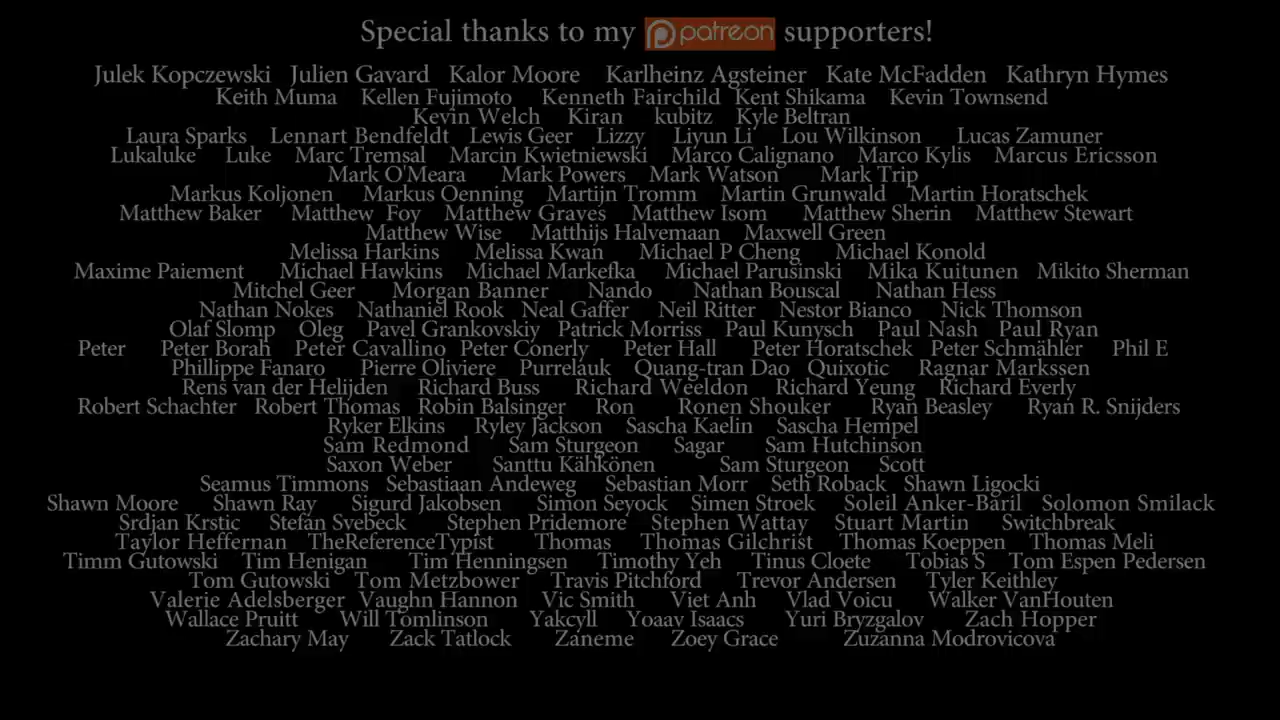 Special thanks to my patreon supporters!
Julek Kopczewski Julien Gavard Kalor Moore Karlheinz Agsteiner Kate McFadden Kathryn Hymes
Keith Muma Kellen Fujimoto Kenneth Fairchild Kent Shikama Kevin Townsend
Kevin Welch Kiran kubitz Kyle Beltran
Laura Sparks Lennart Bendfeldt Lewis Geer Lizzy Liyun Li Lou Wilkinson Lucas Zamuner
Lukaluke Luke Marc Tremsal Marcin Kwietniewski Marco Calignano Marco Kylis Marcus Ericsson
Mark O'Meara Mark Powers Mark Watson Mark Trip
Markus Koljonen Markus Oenning Martijn Tromm Martin Grunwald Martin Horatschek
Matthew Baker Matthew Foy Matthew Graves Matthew Isom Matthew Sherin Matthew Stewart
Matthew Wise Matthijs Halvemaan Maxwell Green
Melissa Harkins Melissa Kwan Michael P Cheng Michael Konold
Maxime Paiement Michael Hawkins Michael Markefka Michael Parusinski Mika Kuitunen Mikito Sherman
Mitchel Geer Morgan Banner Nando Nathan Bouscal Nathan Hess
Nathan Nokes Nathaniel Rook Neal Gaffer Neil Ritter Nestor Bianco Nick Thomson
Olaf Slomp Oleg Pavel Grankovskiy Patrick Morriss Paul Kunysch Paul Nash Paul Ryan
Peter Peter Borah Peter Cavallino Peter Conerly Peter Hall Peter Horatschek Peter Schmähler Phil E
Phillippe Fanaro Pierre Oliviere Purrelauk Quang-tran Dao Quixotic Ragnar Markssen
Rens van der Helijden Richard Buss Richard Weeldon Richard Yeung Richard Everly
Robert Schachter Robert Thomas Robin Balsinger Ron Ronen Shouker Ryan Beasley Ryan R. Snijders
Ryker Elkins Ryley Jackson Sascha Kaelin Sascha Hempel
Sam Redmond Sam Sturgeon Sagar Sam Hutchinson
Saxon Weber Santtu Kähkönen Sam Sturgeon Scott
Seamus Timmons Sebastiaan Andeweg Sebastian Morr Seth Roback Shawn Ligocki
Shawn Moore Shawn Ray Sigurd Jakobsen Simon Seyock Simen Stroek Soleil Anker-Baril Solomon Smilack
Srdjan Krstic Stefan Svebeck Stephen Pridemore Stephen Wattay Stuart Martin Switchbreak
Taylor Heffernan TheReferenceTypist Thomas Thomas Gilchrist Thomas Koeppen Thomas Meli
Timm Gutowski Tim Henigan Tim Henningsen Timothy Yeh Tinus Cloete Tobias S Tom Espen Pedersen
Tom Gutowski Tom Metzbower Travis Pitchford Trevor Andersen Tyler Keithley
Valerie Adelsberger Vaughn Hannon Vic Smith Viet Anh Vlad Voicu Walker VanHouten
Wallace Pruitt Will Tomlinson Yakcyll Yoaav Isaacs Yuri Bryzgalov Zach Hopper
Zachary May Zack Tatlock Zaneme Zoey Grace Zuzanna Modrovicova